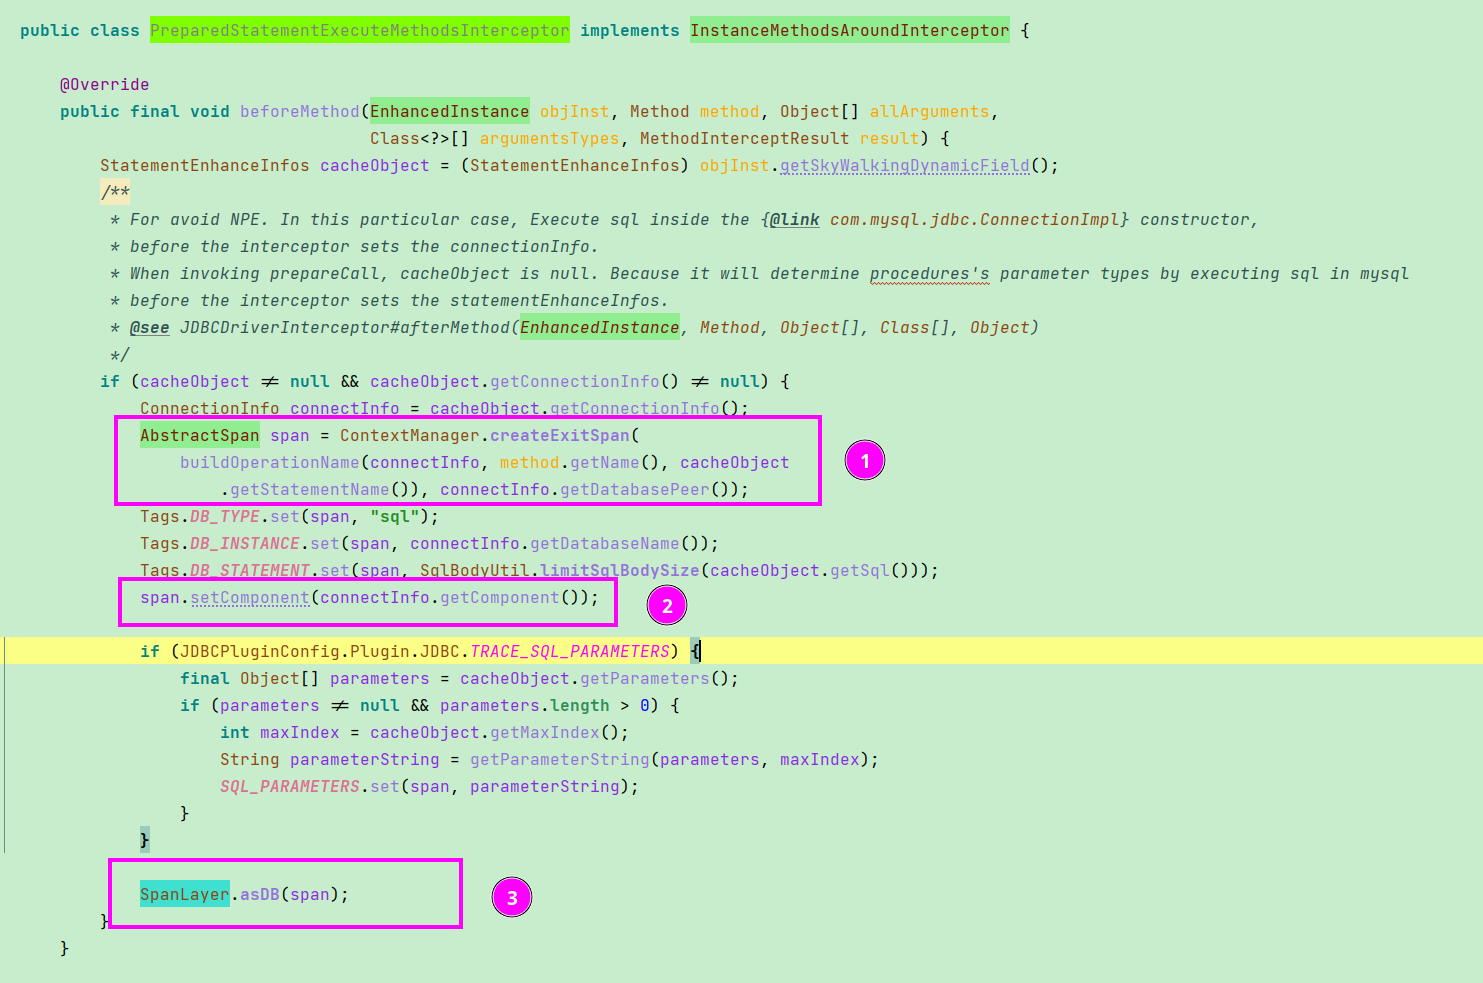 public class PreparedStatementExecuteMethodsInterceptor implements InstanceMethodsAroundInterceptor {
@Override
public final void beforeMethod(EnhancedInstance objInst, Method method, Object[] allArguments,
Class<?>[] argumentsTypes, MethodInterceptResult result) {
StatementEnhanceInfos cacheObject = (StatementEnhanceInfos) objInst.getSkyWalkingDynamicField();
/**
* For avoid NPE. In this particular case, Execute sql inside the {@link com.mysql.jdbc.ConnectionImpl} constructor,
* before the interceptor sets the connectionInfo.
* When invoking prepareCall, cacheObject is null. Because it will determine procedures's parameter types by executing sql in mysql
* before the interceptor sets the statementEnhanceInfos.
* @see JDBCDriverInterceptor#afterMethod(EnhancedInstance, Method, Object[], Class[], Object)
*/
if (cacheObject ≠ null && cacheObject.getConnectionInfo() ≠ null) {
ConnectionInfo connectInfo = cacheObject.getConnectionInfo();
AbstractSpan span = ContextManager.createExitSpan(
buildOperationName(connectInfo, method.getName(), cacheObject
1
.getStatementName()), connectInfo.getDatabasePeer());
Tags.DB_TYPE.set(span, "sql");
Tags.DB_INSTANCE.set(span, connectInfo.getDatabaseName());
Tags.DB_STATEMENT.set(span, SqlBodyUtil.limitSqlBodySize(cacheObject.getSql()));
span.setComponent(connectInfo.getComponent());
2
if (JDBCPluginConfig.Plugin.JDBC.TRACE_SQL_PARAMETERS) {
final Object[] parameters = cacheObject.getParameters();
if (parameters ≠ null && parameters.length > 0) {
int maxIndex = cacheObject.getMaxIndex();
String parameterString = getParameterString(parameters, maxIndex);
SQL_PARAMETERS.set(span, parameterString);
}
}
SpanLayer.asDB(span);
3
}
}